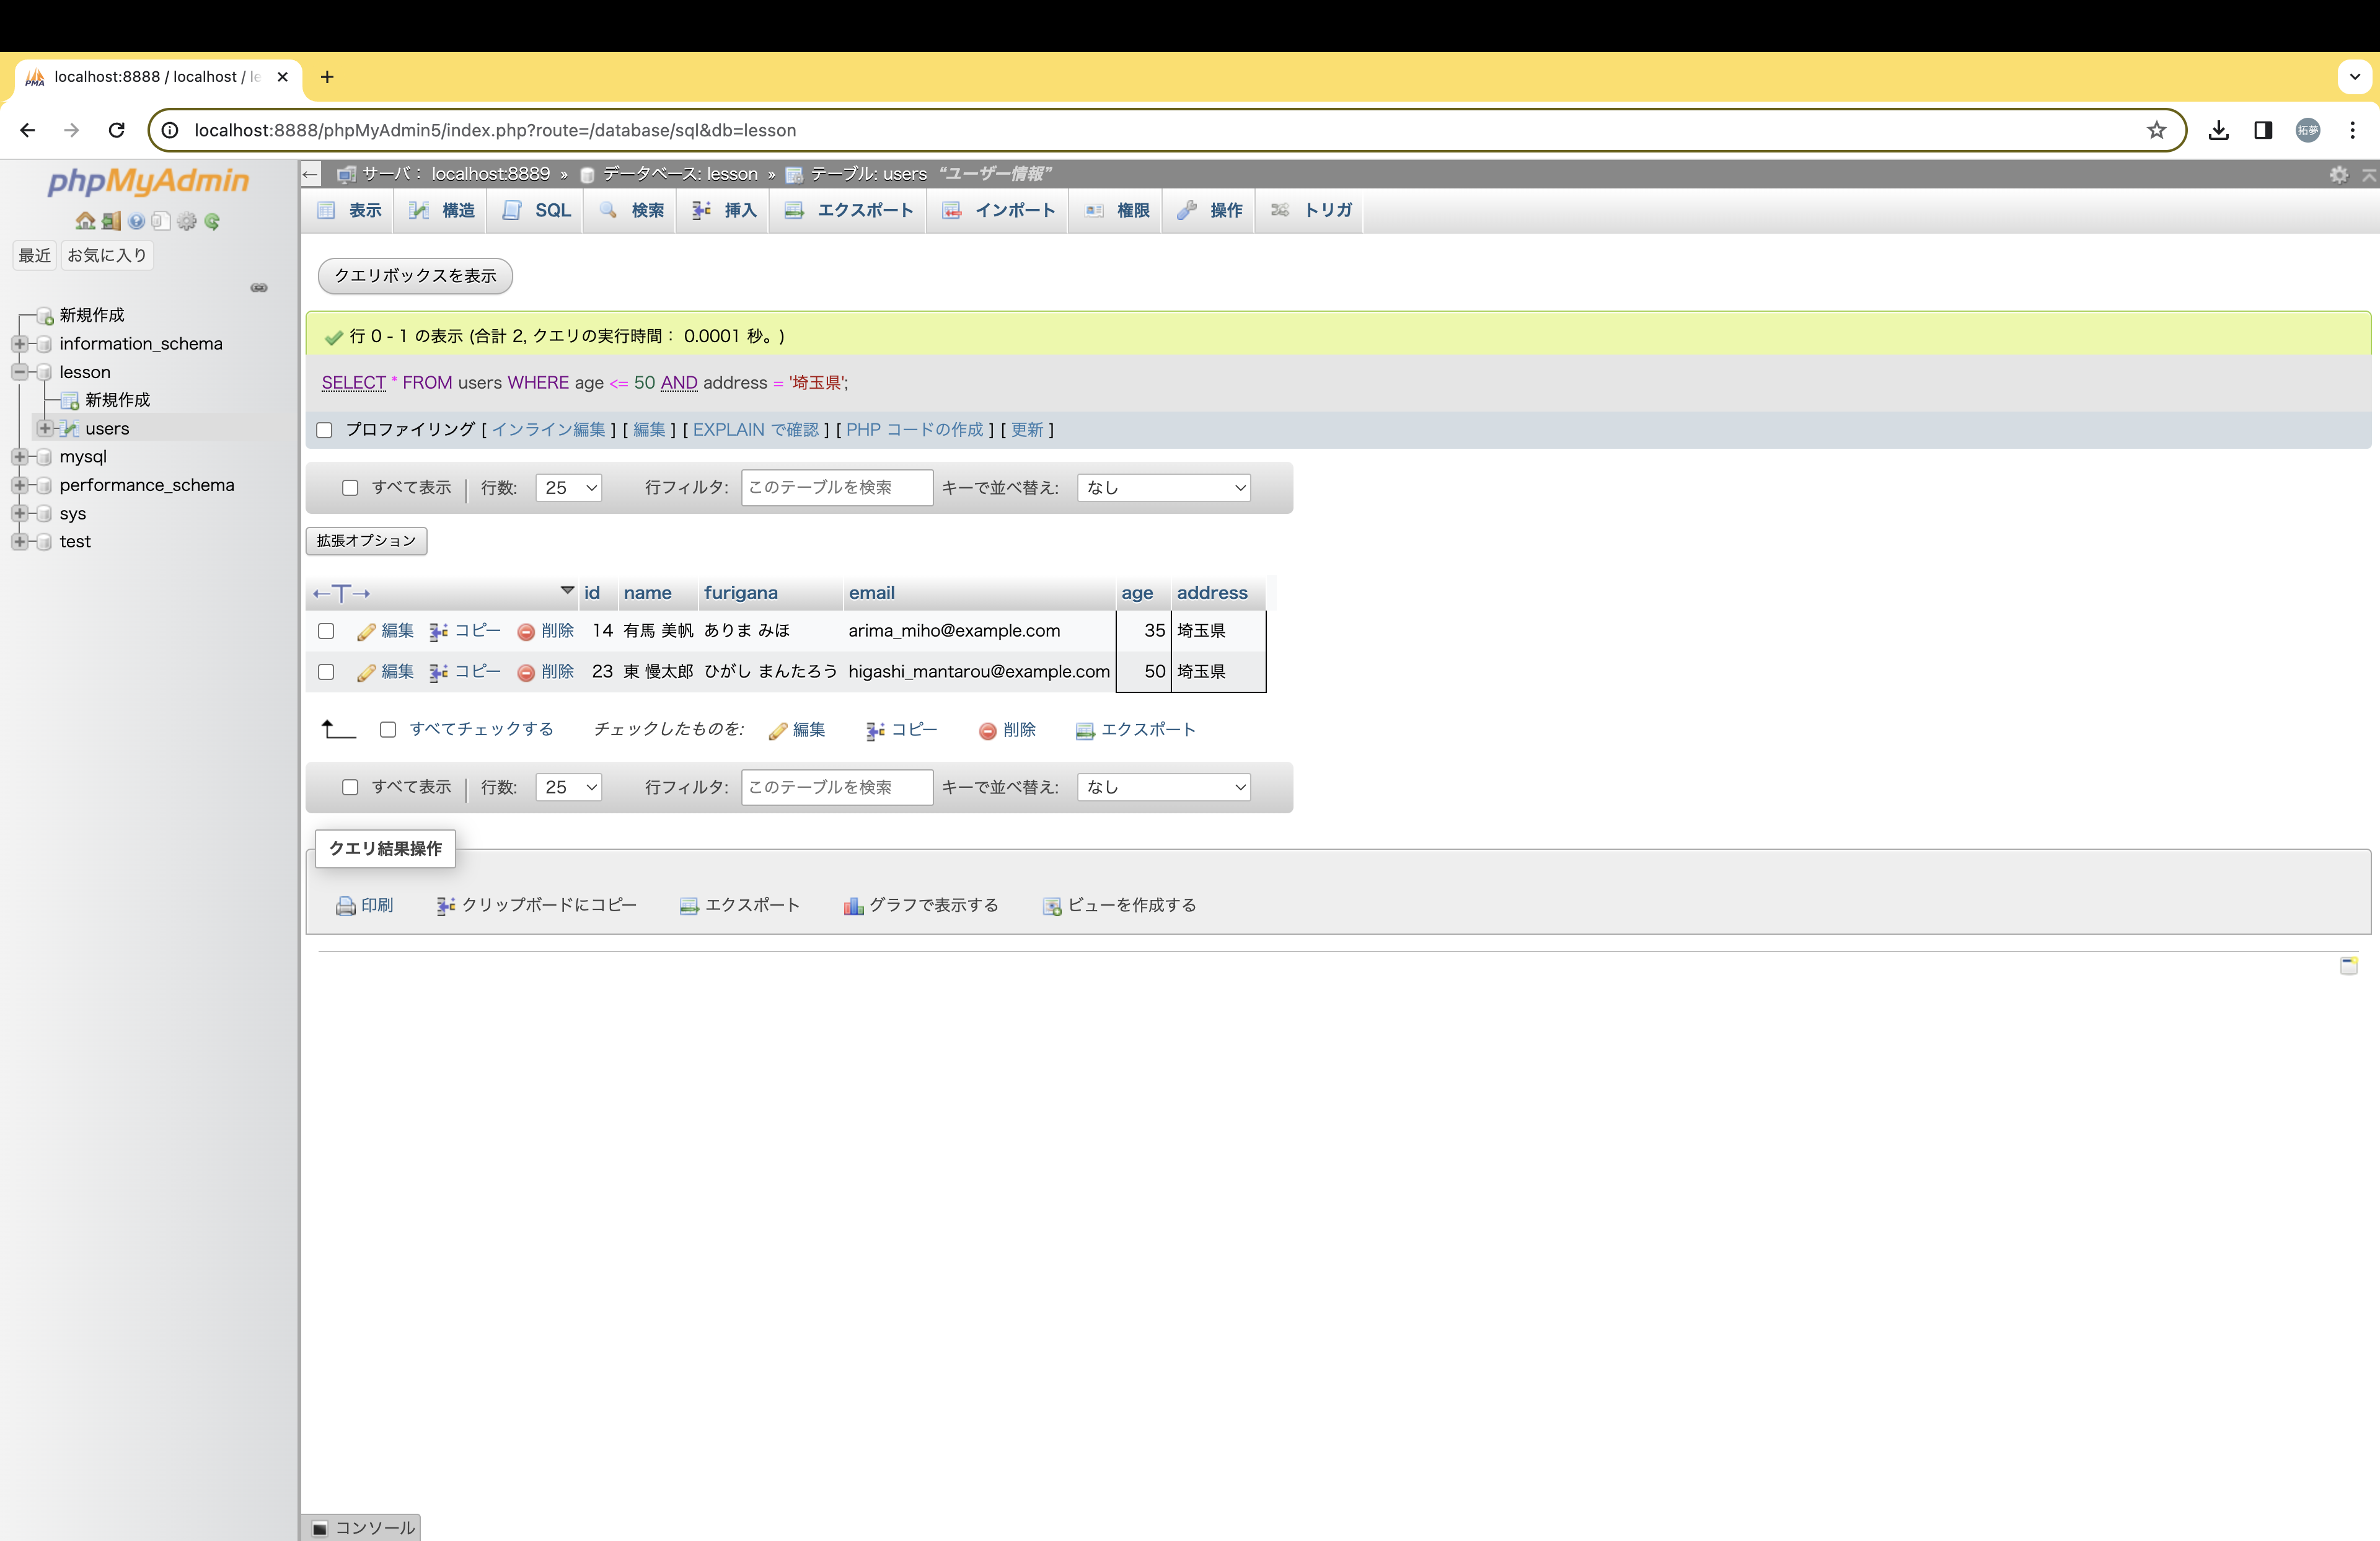 localhost:8888 / localhost / le
localhost:8888/phpMyAdmin5/index.php?route=/database/sql&db=lesson
拓夢
phpMyAdmin
最近 お気に入り
新規作成
information_schema
lesson
新規作成
users
mysql
performance_schema
sys
test
サーバ： localhost:8889 » データベース: lesson » テーブル: users “ユーザー情報”
表示 構造 SQL 検索 挿入 エクスポート インポート 権限 操作 トリガ
クエリボックスを表示
行 0 - 1 の表示 (合計 2, クエリの実行時間： 0.0001 秒。)
SELECT * FROM users WHERE age <= 50 AND address = '埼玉県';
プロファイリング [ インライン編集 ] [ 編集 ] [ EXPLAIN で確認 ] [ PHP コードの作成 ] [ 更新 ]
すべて表示 | 行数: 25 行フィルタ: このテーブルを検索 キーで並べ替え: なし
拡張オプション
←T→ id name furigana email age address
編集 コピー 削除 14 有馬 美帆 ありま みほ arima_miho@example.com 35 埼玉県
編集 コピー 削除 23 東 慢太郎 ひがし まんたろう higashi_mantarou@example.com 50 埼玉県
すべてチェックする チェックしたものを: 編集 コピー 削除 エクスポート
すべて表示 | 行数: 25 行フィルタ: このテーブルを検索 キーで並べ替え: なし
クエリ結果操作
印刷 クリップボードにコピー エクスポート グラフで表示する ビューを作成する
コンソール